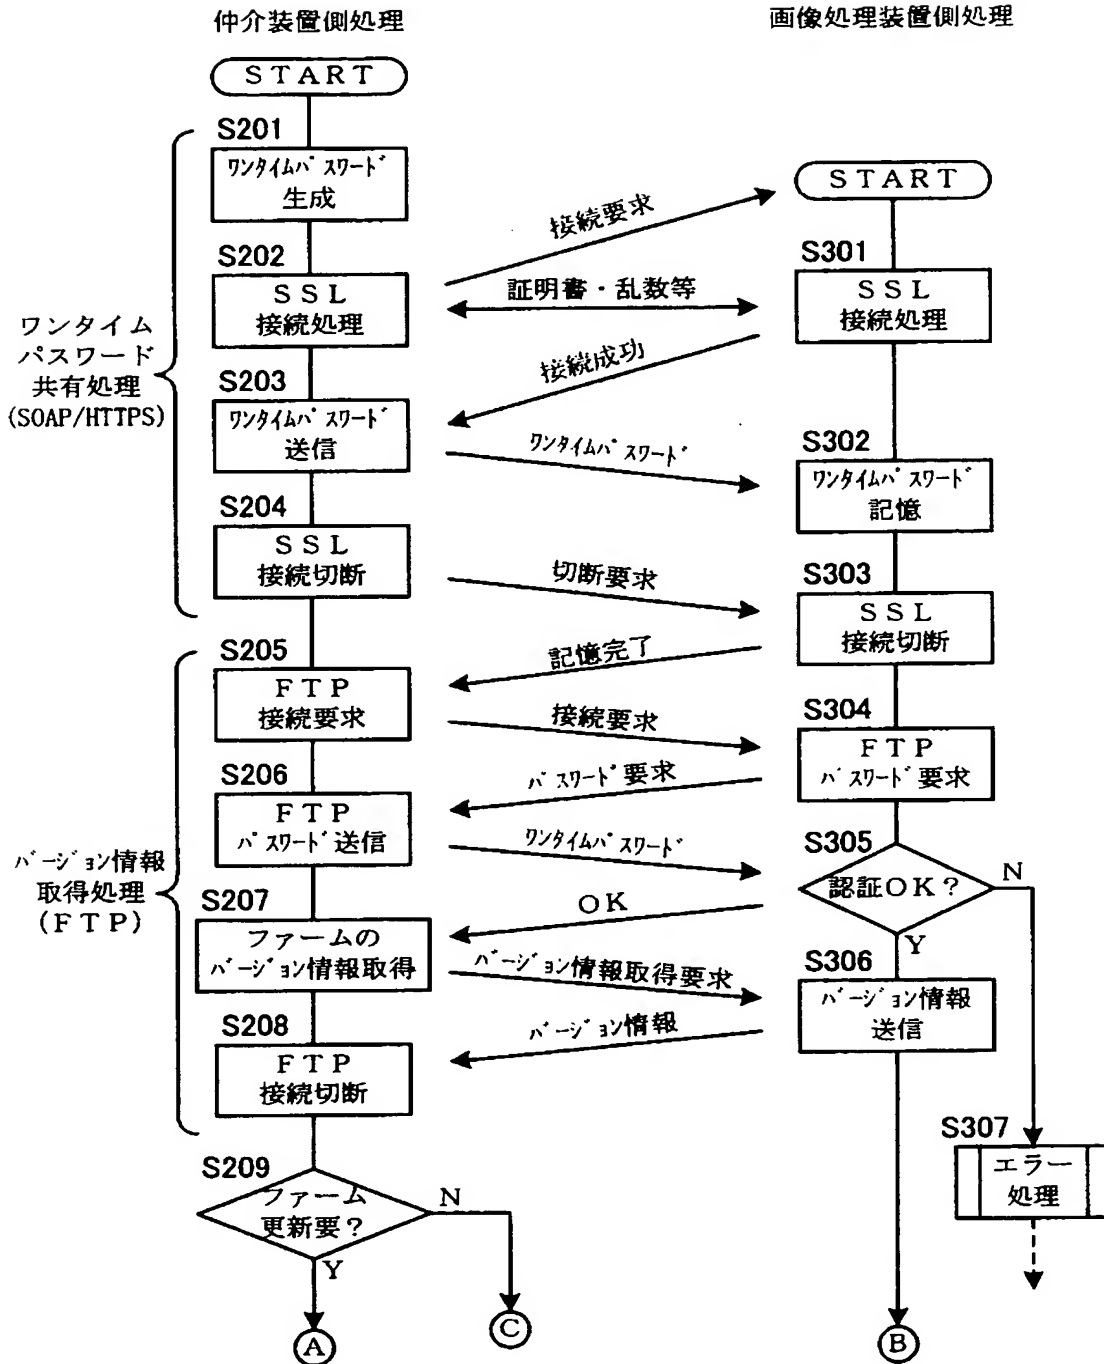 仲介装置側処理
画像処理装置側処理
START
S201
ワンタイムパスワード
生成
START
接続要求
S202
SSL
接続処理
証明書・乱数等
S301
SSL
接続処理
ワンタイム
パスワード
共有処理
(SOAP/HTTPS)
接続成功
S203
ワンタイムパスワード
送信
ワンタイムパスワード
S302
ワンタイムパスワード
記憶
S204
SSL
接続切断
切断要求
S303
SSL
接続切断
記憶完了
S205
FTP
接続要求
接続要求
S304
FTP
パスワード要求
パスワード要求
S206
FTP
パスワード送信
ワンタイムパスワード
S305
認証OK?
N
Y
バージョン情報
取得処理
(FTP)
OK
S207
ファームの
バージョン情報取得
バージョン情報取得要求
S306
バージョン情報
送信
バージョン情報
S208
FTP
接続切断
S307
エラー
処理
S209
ファーム
更新要?
N
Y
A
C
B